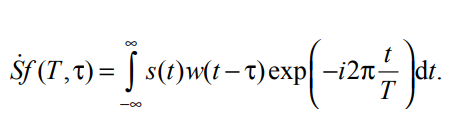 Ṡf(T,τ) = ∫_{-∞}^{∞} s(t)w(t – τ) exp(–i2π t/T) dt.